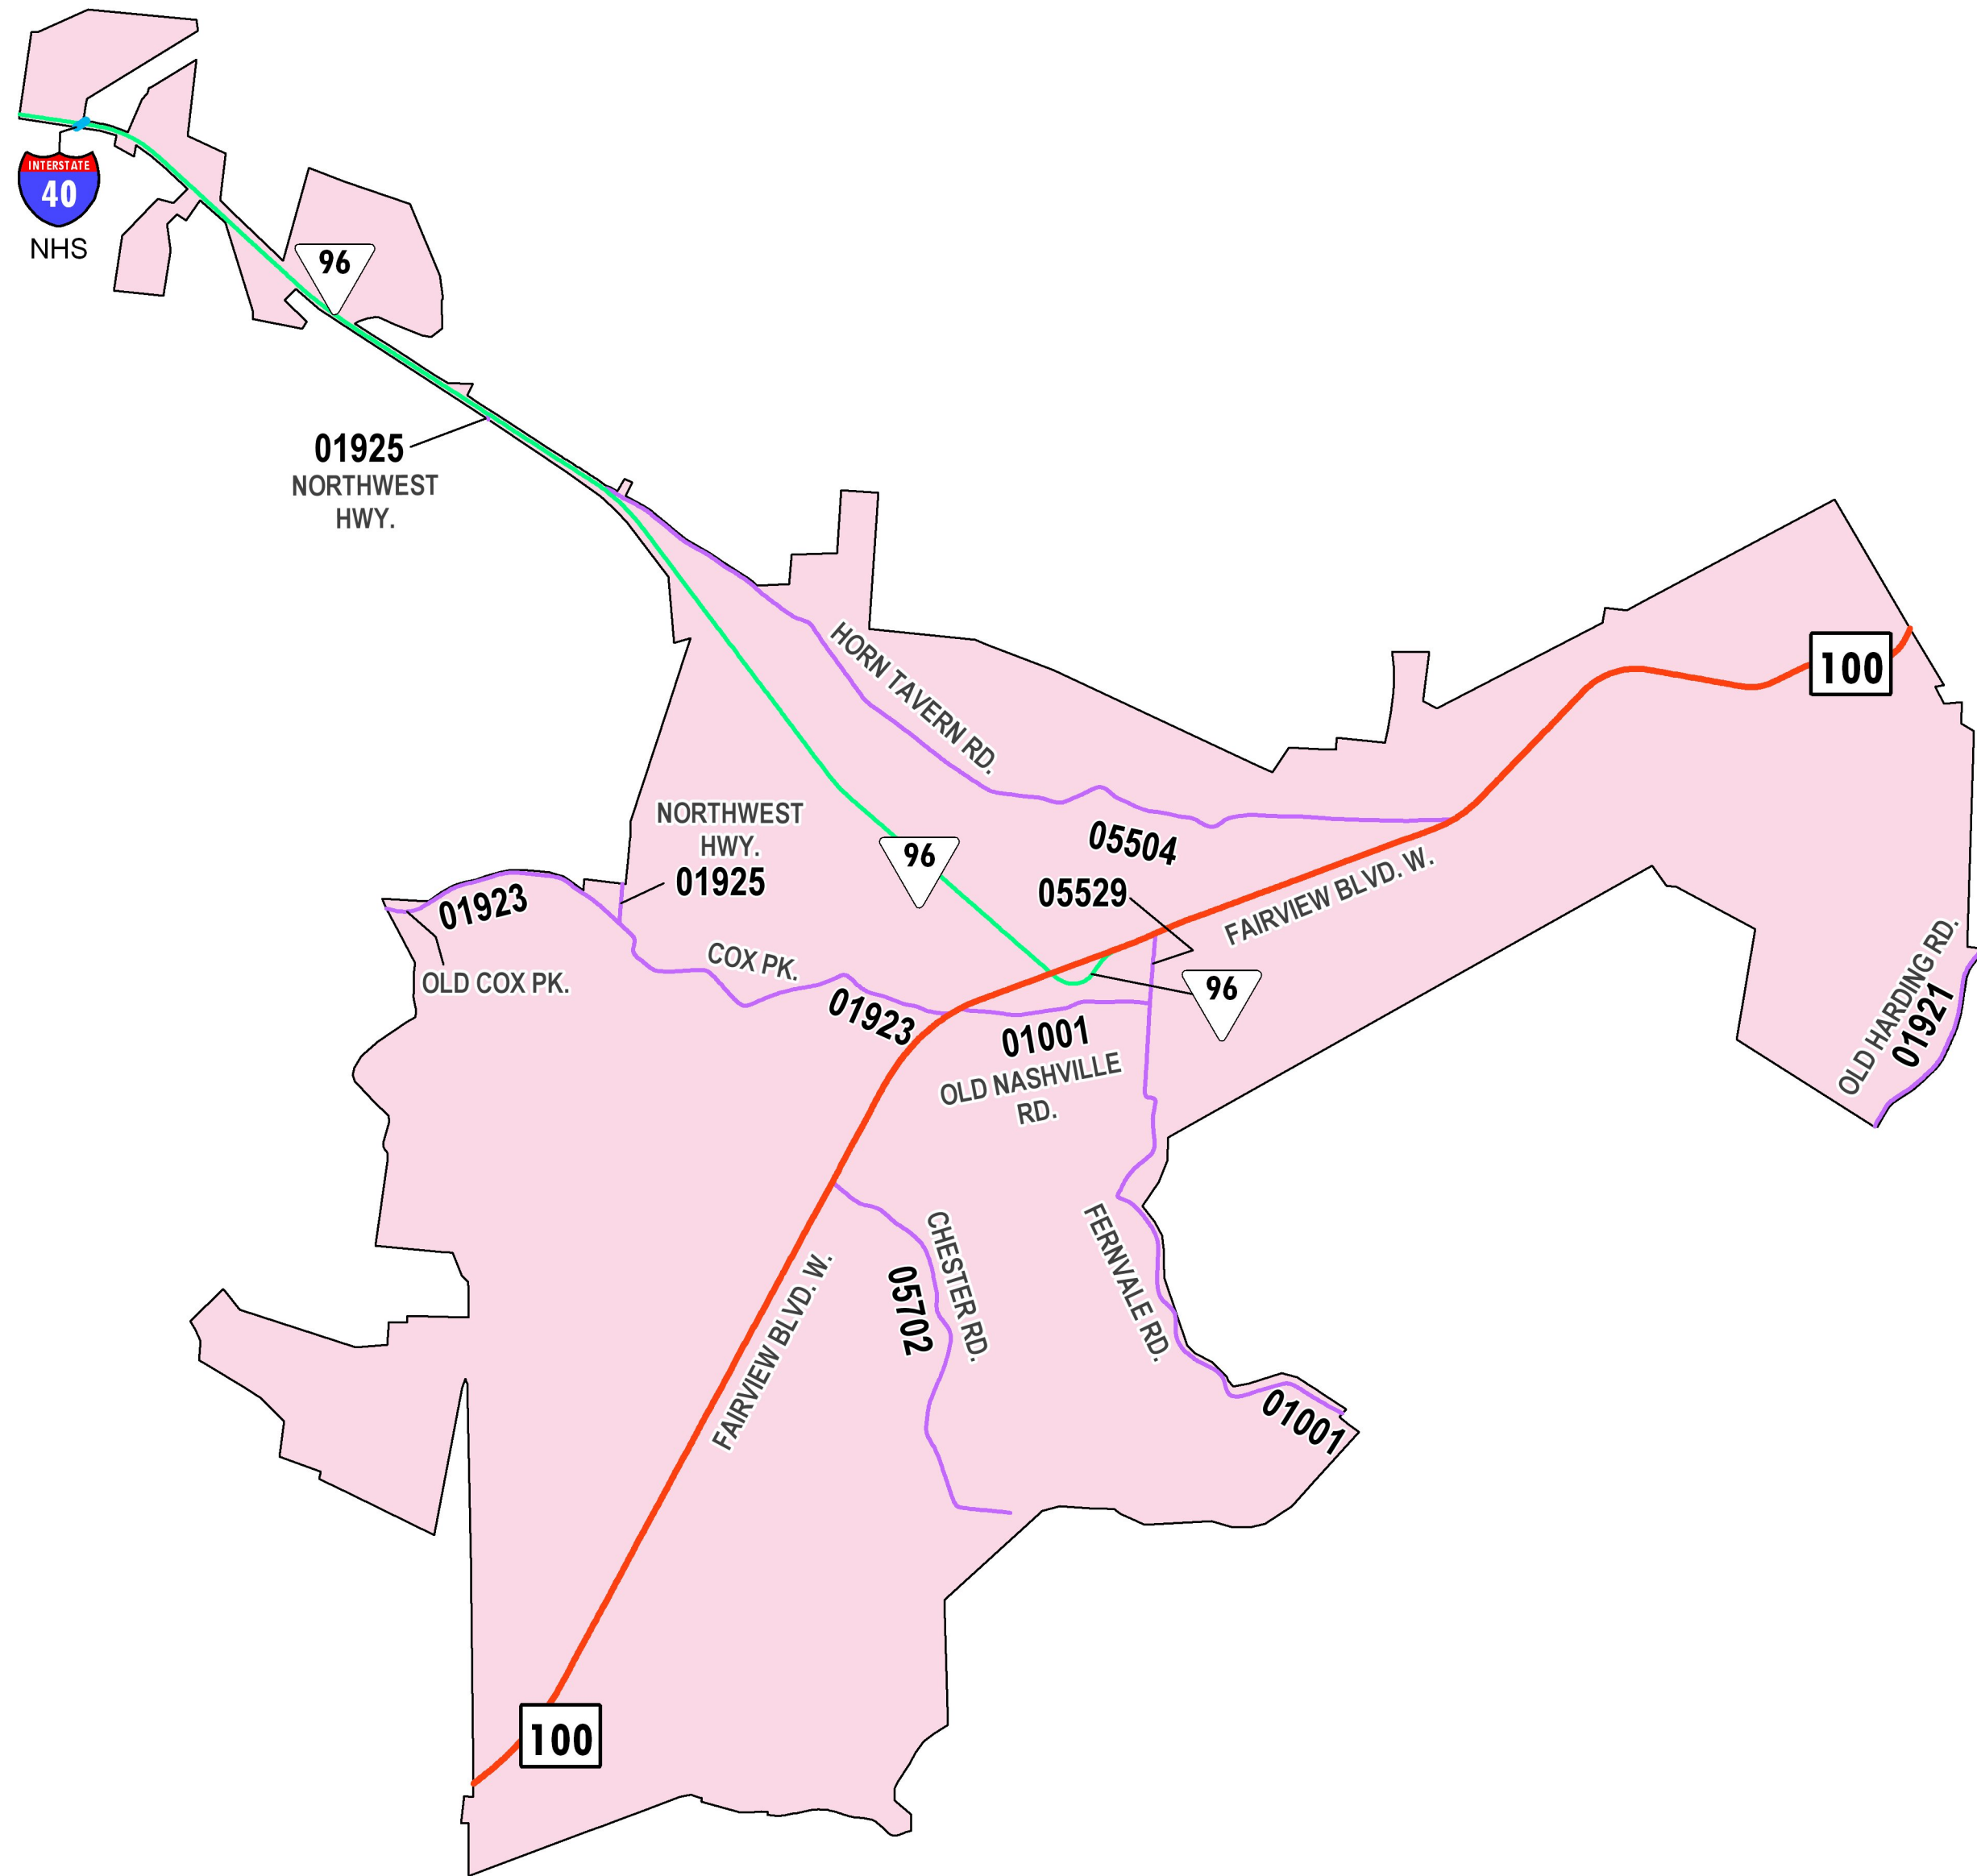 INTERSTATE
40
NHS
96
01925
NORTHWEST
HWY.
HORN TAVERN RD.
100
NORTHWEST
HWY.
01925
96
05504
05529
FAIRVIEW BLVD. W.
01923
OLD COX PK.
COX PK.
01923
96
01001
OLD NASHVILLE
RD.
OLD HARDING RD.
01921
CHESTER RD.
05702
FERNVALE RD.
FAIRVIEW BLVD. W.
01001
100